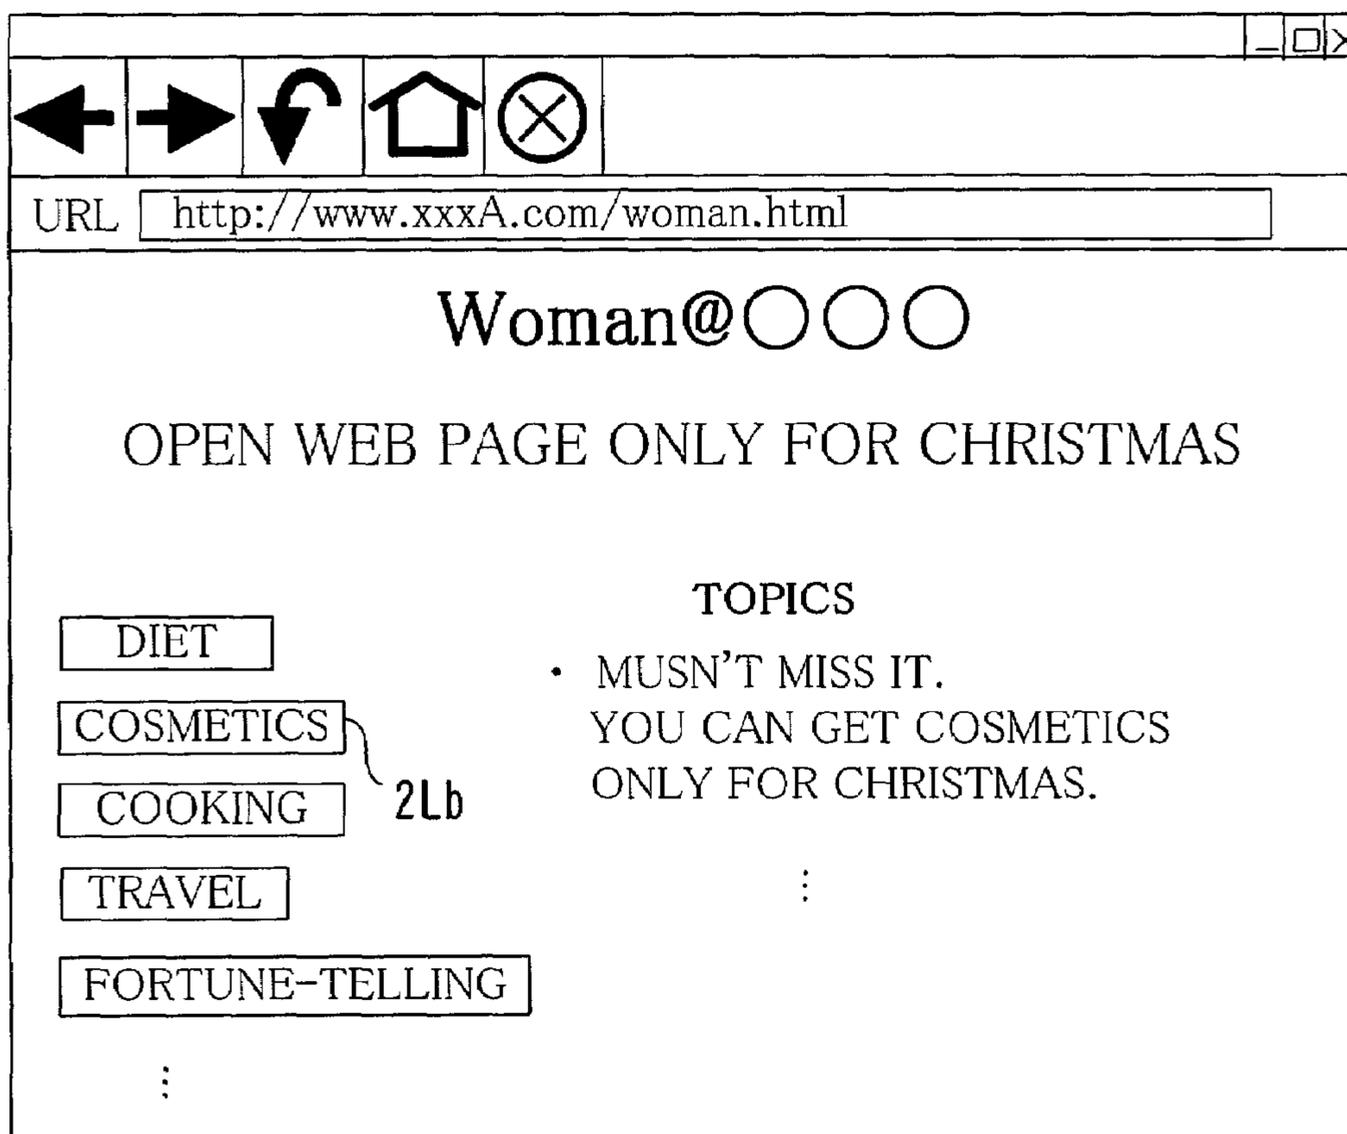 URL http://www.xxxA.com/woman.html
Woman@○○○
OPEN WEB PAGE ONLY FOR CHRISTMAS
DIET
COSMETICS
2Lb
COOKING
TRAVEL
FORTUNE-TELLING
⋮
TOPICS
· MUSN'T MISS IT.
YOU CAN GET COSMETICS
ONLY FOR CHRISTMAS.
⋮